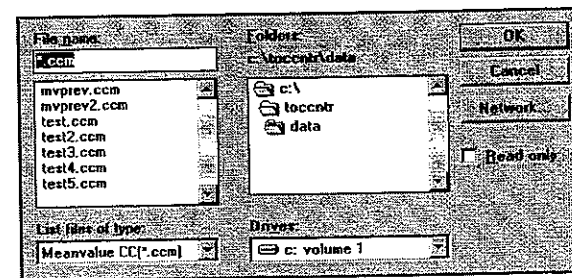 File name:
*.ccm
mvprev.ccm
mvprev2.ccm
test.ccm
test2.ccm
test3.ccm
test4.ccm
test5.ccm
List files of type:
Meanvalue CC(*.ccm)
Folders:
c:\toccntr\data
c:\
toccntr
data
Drives:
c: volume 1
OK
Cancel
Network...
Read only